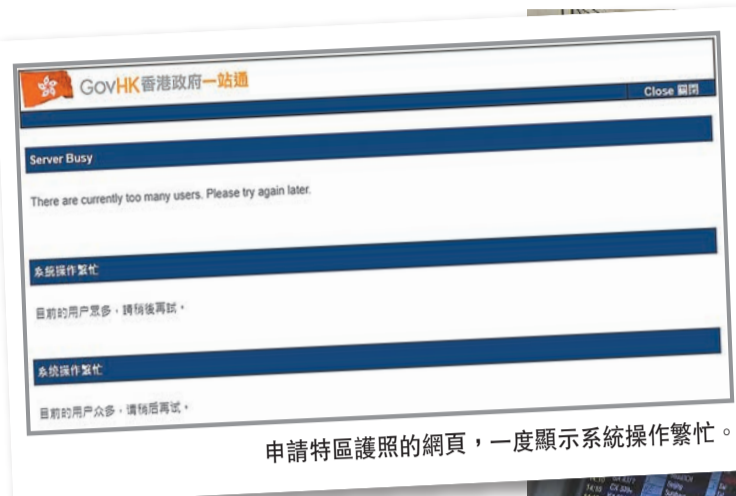 GovHK香港政府一站通
Close 關閉
Server Busy
There are currently too many users. Please try again later.
系統操作繁忙
目前的用戶眾多，請稍後再試。
系统操作繁忙
目前的用户众多，请稍后再试。
申請特區護照的網頁，一度顯示系統操作繁忙。